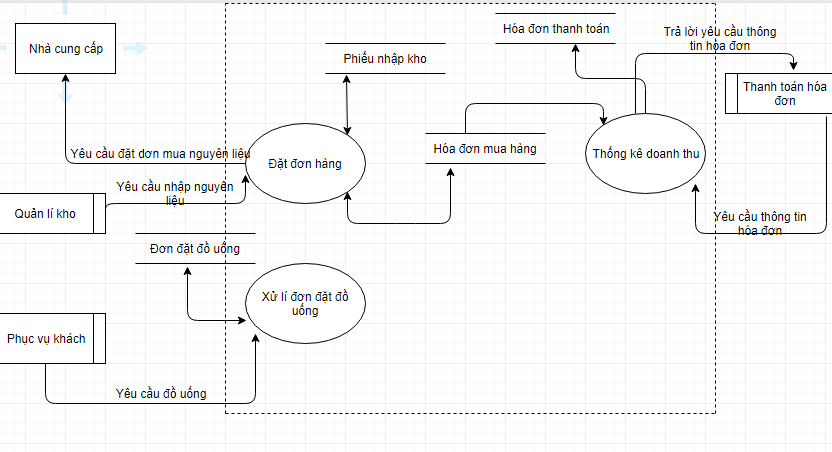 Hóa đơn thanh toán
Trả lời yêu cầu thông
tin hóa đơn
Nhà cung cấp
Phiếu nhập kho
Thanh toán hóa
đơn
Yêu cầu đặt dơn mua nguyên liệu
Đặt đơn hàng
Hóa đơn mua hàng
Thống kê doanh thu
Yêu cầu nhập nguyên
liệu
Quản lí kho
Yêu cầu thông tin
hóa đơn
Đơn đặt đồ uống
Xử lí đơn đặt đồ
uống
Phục vụ khách
Yêu cầu đồ uống